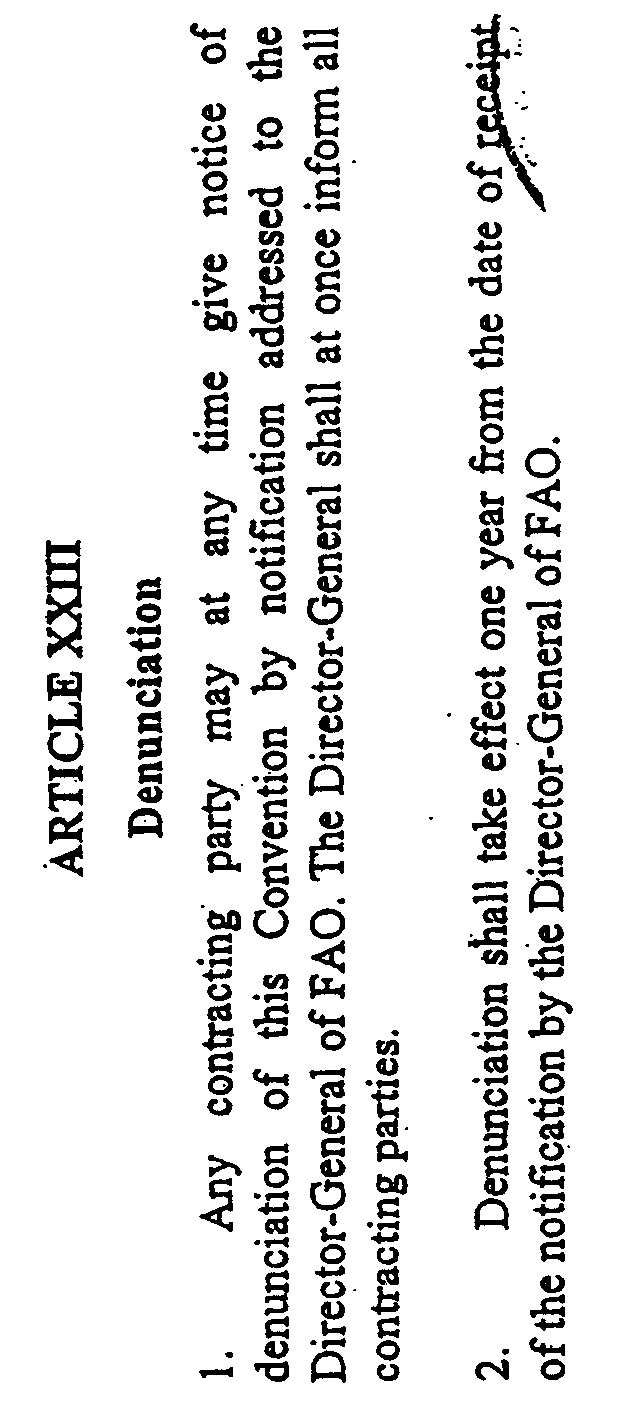 ARTICLE XXIII
Denunciation
1. Any contracting party may at any time give notice of
denunciation of this Convention by notification addressed to the
Director-General of FAO. The Director-General shall at once inform all
contracting parties.
2. Denunciation shall take effect one year from the date of receipt
of the notification by the Director-General of FAO.